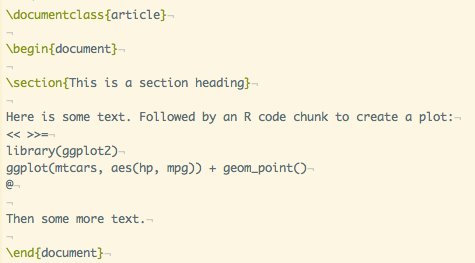 \documentclass{article}¬
¬
\begin{document}¬
¬
\section{This is a section heading}¬
¬
Here is some text. Followed by an R code chunk to create a plot:¬
<< >>=¬
library(ggplot2)¬
ggplot(mtcars, aes(hp, mpg)) + geom_point()¬
@¬
¬
Then some more text.¬
¬
\end{document}¬